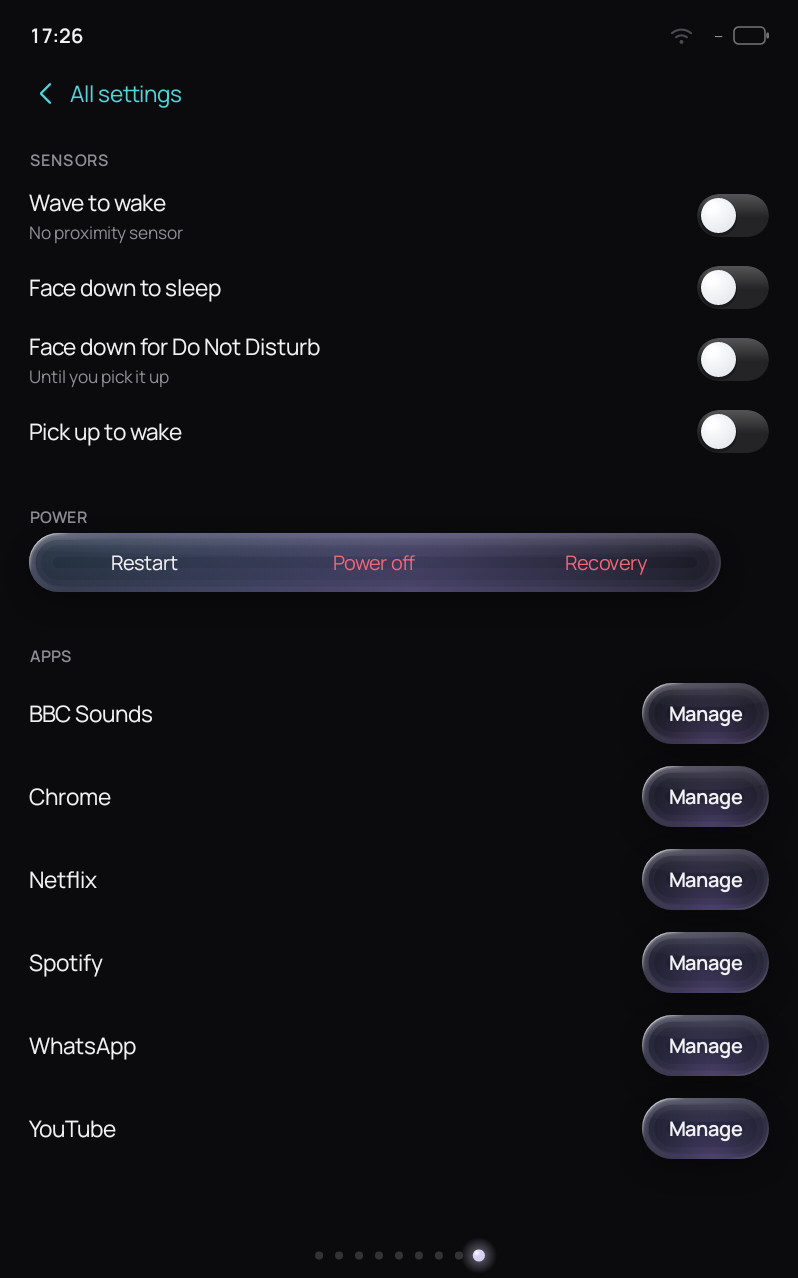 17:26
–
All settings
SENSORS
Wave to wake
No proximity sensor
Face down to sleep
Face down for Do Not Disturb
Until you pick it up
Pick up to wake
POWER
Restart Power off Recovery
APPS
BBC Sounds Manage
Chrome Manage
Netflix Manage
Spotify Manage
WhatsApp Manage
YouTube Manage